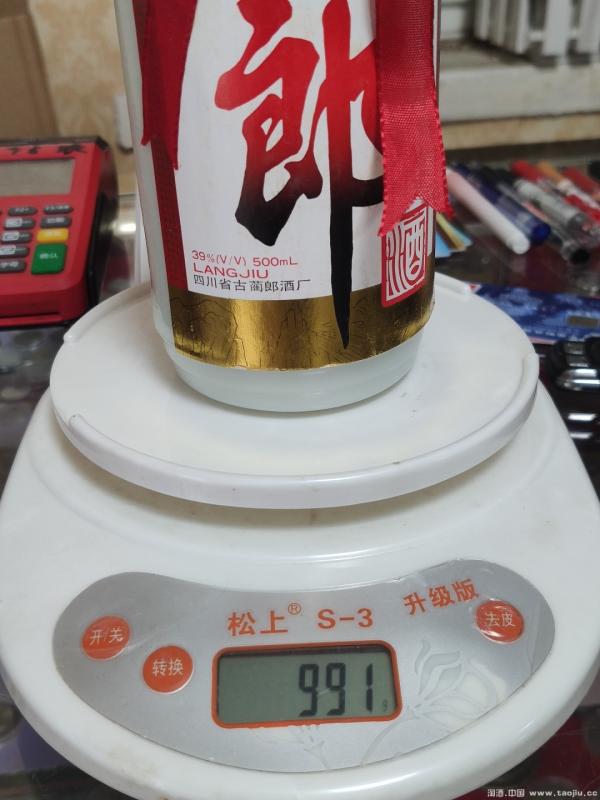 郎
酒
39%(V/V) 500mL
LANGJIU
四川省古蔺郎酒厂
松上® S-3 升级版
开/关
转换
去皮
991 g
淘酒.中国 www.taojiu.cc